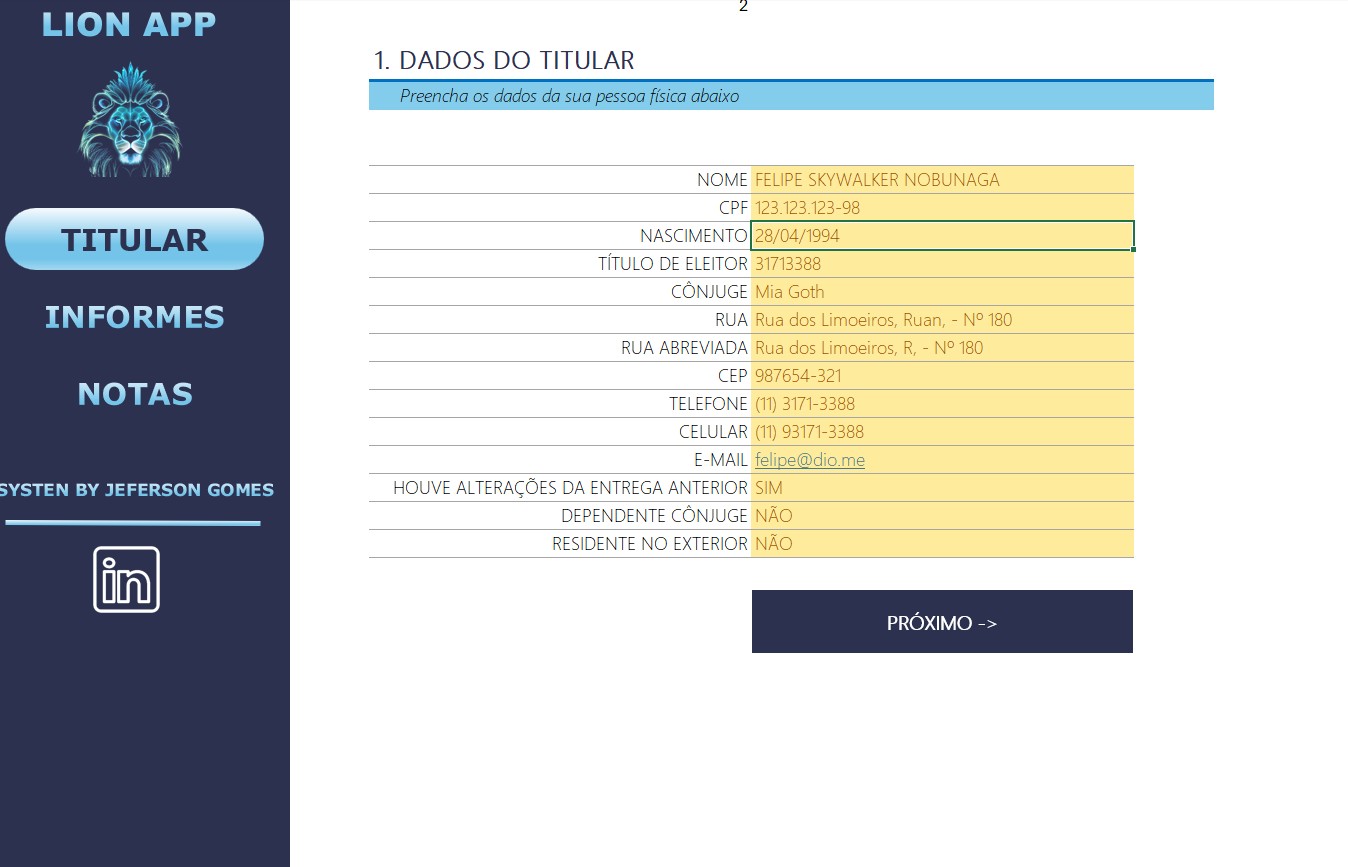 2
LION APP
TITULAR
INFORMES
NOTAS
SYSTEN BY JEFERSON GOMES
in
1. DADOS DO TITULAR
Preencha os dados da sua pessoa física abaixo
NOME FELIPE SKYWALKER NOBUNAGA
CPF 123.123.123-98
NASCIMENTO 28/04/1994
TÍTULO DE ELEITOR 31713388
CÔNJUGE Mia Goth
RUA Rua dos Limoeiros, Ruan, - Nº 180
RUA ABREVIADA Rua dos Limoeiros, R, - Nº 180
CEP 987654-321
TELEFONE (11) 3171-3388
CELULAR (11) 93171-3388
E-MAIL felipe@dio.me
HOUVE ALTERAÇÕES DA ENTREGA ANTERIOR SIM
DEPENDENTE CÔNJUGE NÃO
RESIDENTE NO EXTERIOR NÃO
PRÓXIMO ->